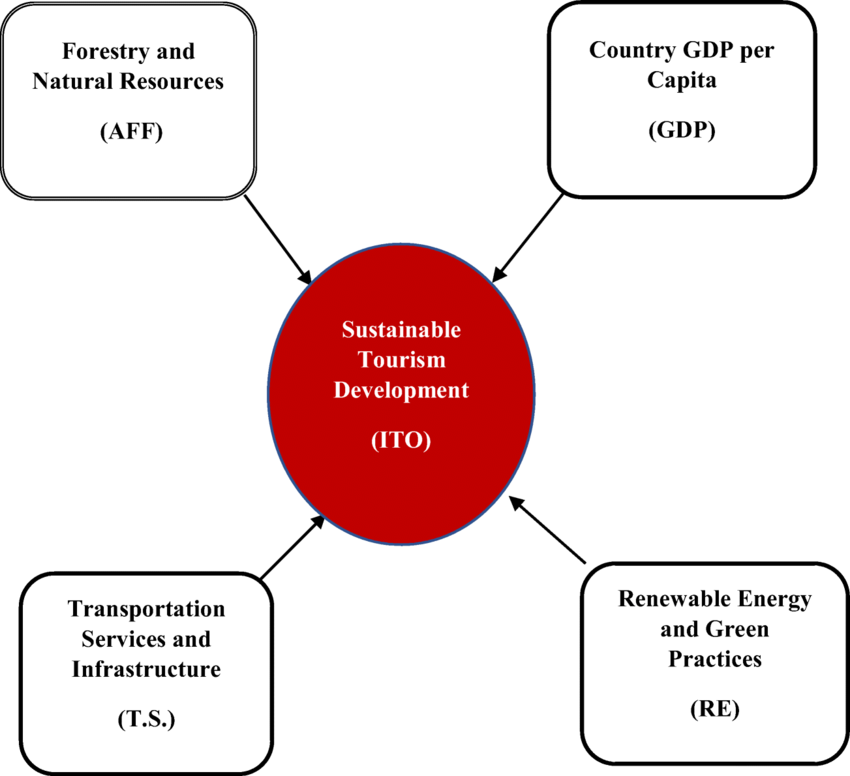 Forestry and
Natural Resources
(AFF)
Country GDP per
Capita
(GDP)
Sustainable
Tourism
Development
(ITO)
Transportation
Services and
Infrastructure
(T.S.)
Renewable Energy
and Green
Practices
(RE)